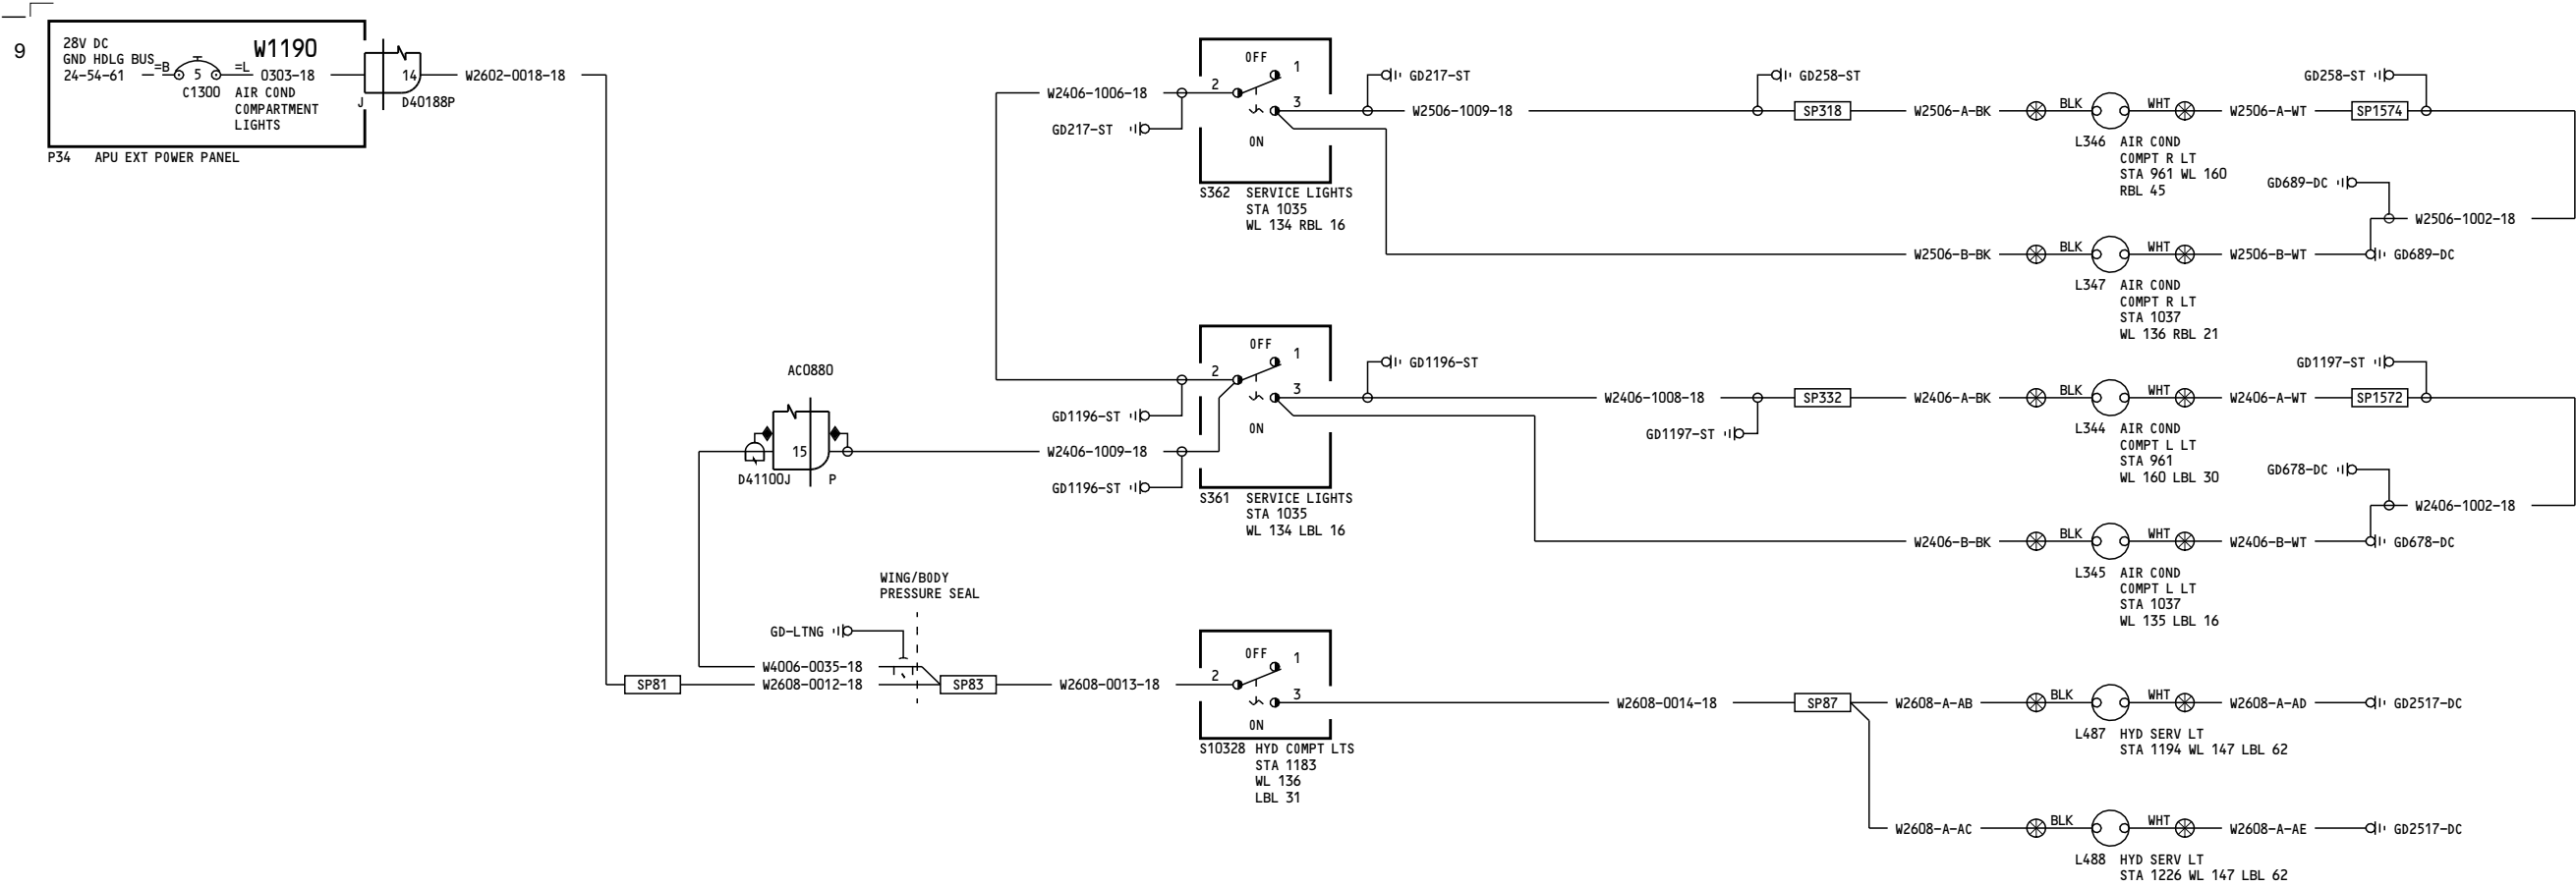 9
28V DC
GND HDLG BUS
24-54-61
=B
5
C1300
=L
W1190
0303-18
AIR COND
COMPARTMENT
LIGHTS
J
14
D40188P
W2602-0018-18
P34 APU EXT POWER PANEL
W2406-1006-18
GD217-ST
2
OFF
1
3
ON
S362 SERVICE LIGHTS
STA 1035
WL 134 RBL 16
GD217-ST
W2506-1009-18
GD258-ST
SP318
W2506-A-BK
BLK
WHT
W2506-A-WT
GD258-ST
SP1574
L346 AIR COND
COMPT R LT
STA 961 WL 160
RBL 45
GD689-DC
W2506-1002-18
W2506-B-BK
BLK
WHT
W2506-B-WT
GD689-DC
L347 AIR COND
COMPT R LT
STA 1037
WL 136 RBL 21
AC0880
15
D41100J
P
GD1196-ST
W2406-1009-18
GD1196-ST
2
OFF
1
3
ON
S361 SERVICE LIGHTS
STA 1035
WL 134 LBL 16
GD1196-ST
W2406-1008-18
GD1197-ST
SP332
W2406-A-BK
BLK
WHT
W2406-A-WT
GD1197-ST
SP1572
L344 AIR COND
COMPT L LT
STA 961
WL 160 LBL 30
GD678-DC
W2406-1002-18
W2406-B-BK
BLK
WHT
W2406-B-WT
GD678-DC
L345 AIR COND
COMPT L LT
STA 1037
WL 135 LBL 16
WING/BODY
PRESSURE SEAL
GD-LTNG
W4006-0035-18
SP81
W2608-0012-18
SP83
W2608-0013-18
2
OFF
1
3
ON
S10328 HYD COMPT LTS
STA 1183
WL 136
LBL 31
W2608-0014-18
SP87
W2608-A-AB
BLK
WHT
W2608-A-AD
GD2517-DC
L487 HYD SERV LT
STA 1194 WL 147 LBL 62
W2608-A-AC
BLK
WHT
W2608-A-AE
GD2517-DC
L488 HYD SERV LT
STA 1226 WL 147 LBL 62